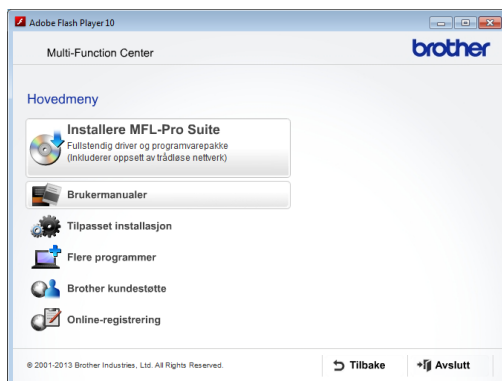 Adobe Flash Player 10
Multi-Function Center
brother
Hovedmeny
Installere MFL-Pro Suite
Fullstendig driver og programvarepakke
(Inkluderer oppsett av trådløse nettverk)
Brukermanualer
Tilpasset installasjon
Flere programmer
Brother kundestøtte
Online-registrering
© 2001-2013 Brother Industries, Ltd. All Rights Reserved.
Tilbake
Avslutt